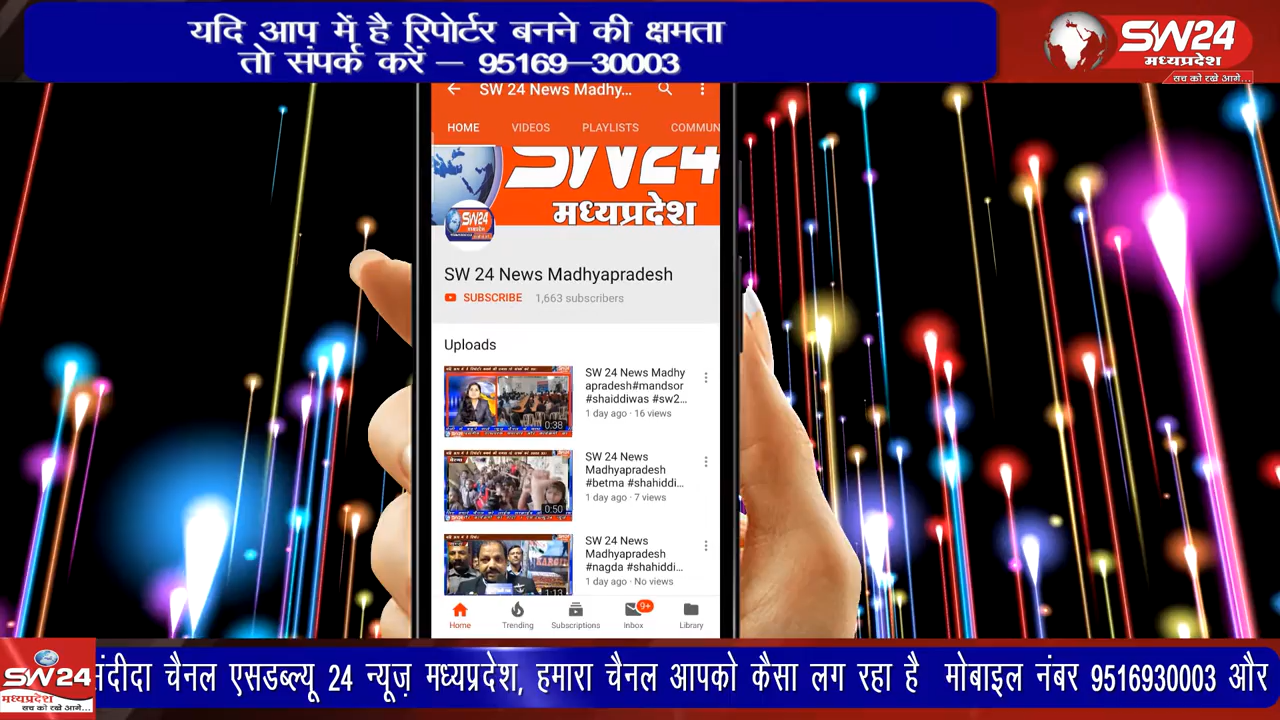 यदि आप में है रिपोर्टर बनने की क्षमता
तो संपर्क करें – 95169–30003
SW24
मध्यप्रदेश
सच को रखे आगे...
SW 24 News Madhy...
HOME VIDEOS PLAYLISTS COMMUN
SW24
मध्यप्रदेश
SW24
SW 24 News Madhyapradesh
SUBSCRIBE 1,663 subscribers
Uploads
SW 24 News Madhy
apradesh#mandsor
#shaiddiwas #sw2...
1 day ago · 16 views
0:38
SW 24 News
Madhyapradesh
#betma #shahiddi...
1 day ago · 7 views
0:50
SW 24 News
Madhyapradesh
#nagda #shahiddi...
1 day ago · No views
1:13
9+
Home Trending Subscriptions Inbox Library
SW24
मध्यप्रदेश
सच को रखे आगे...
संदीदा चैनल एसडब्ल्यू 24 न्यूज़ मध्यप्रदेश, हमारा चैनल आपको कैसा लग रहा है मोबाइल नंबर 9516930003 और